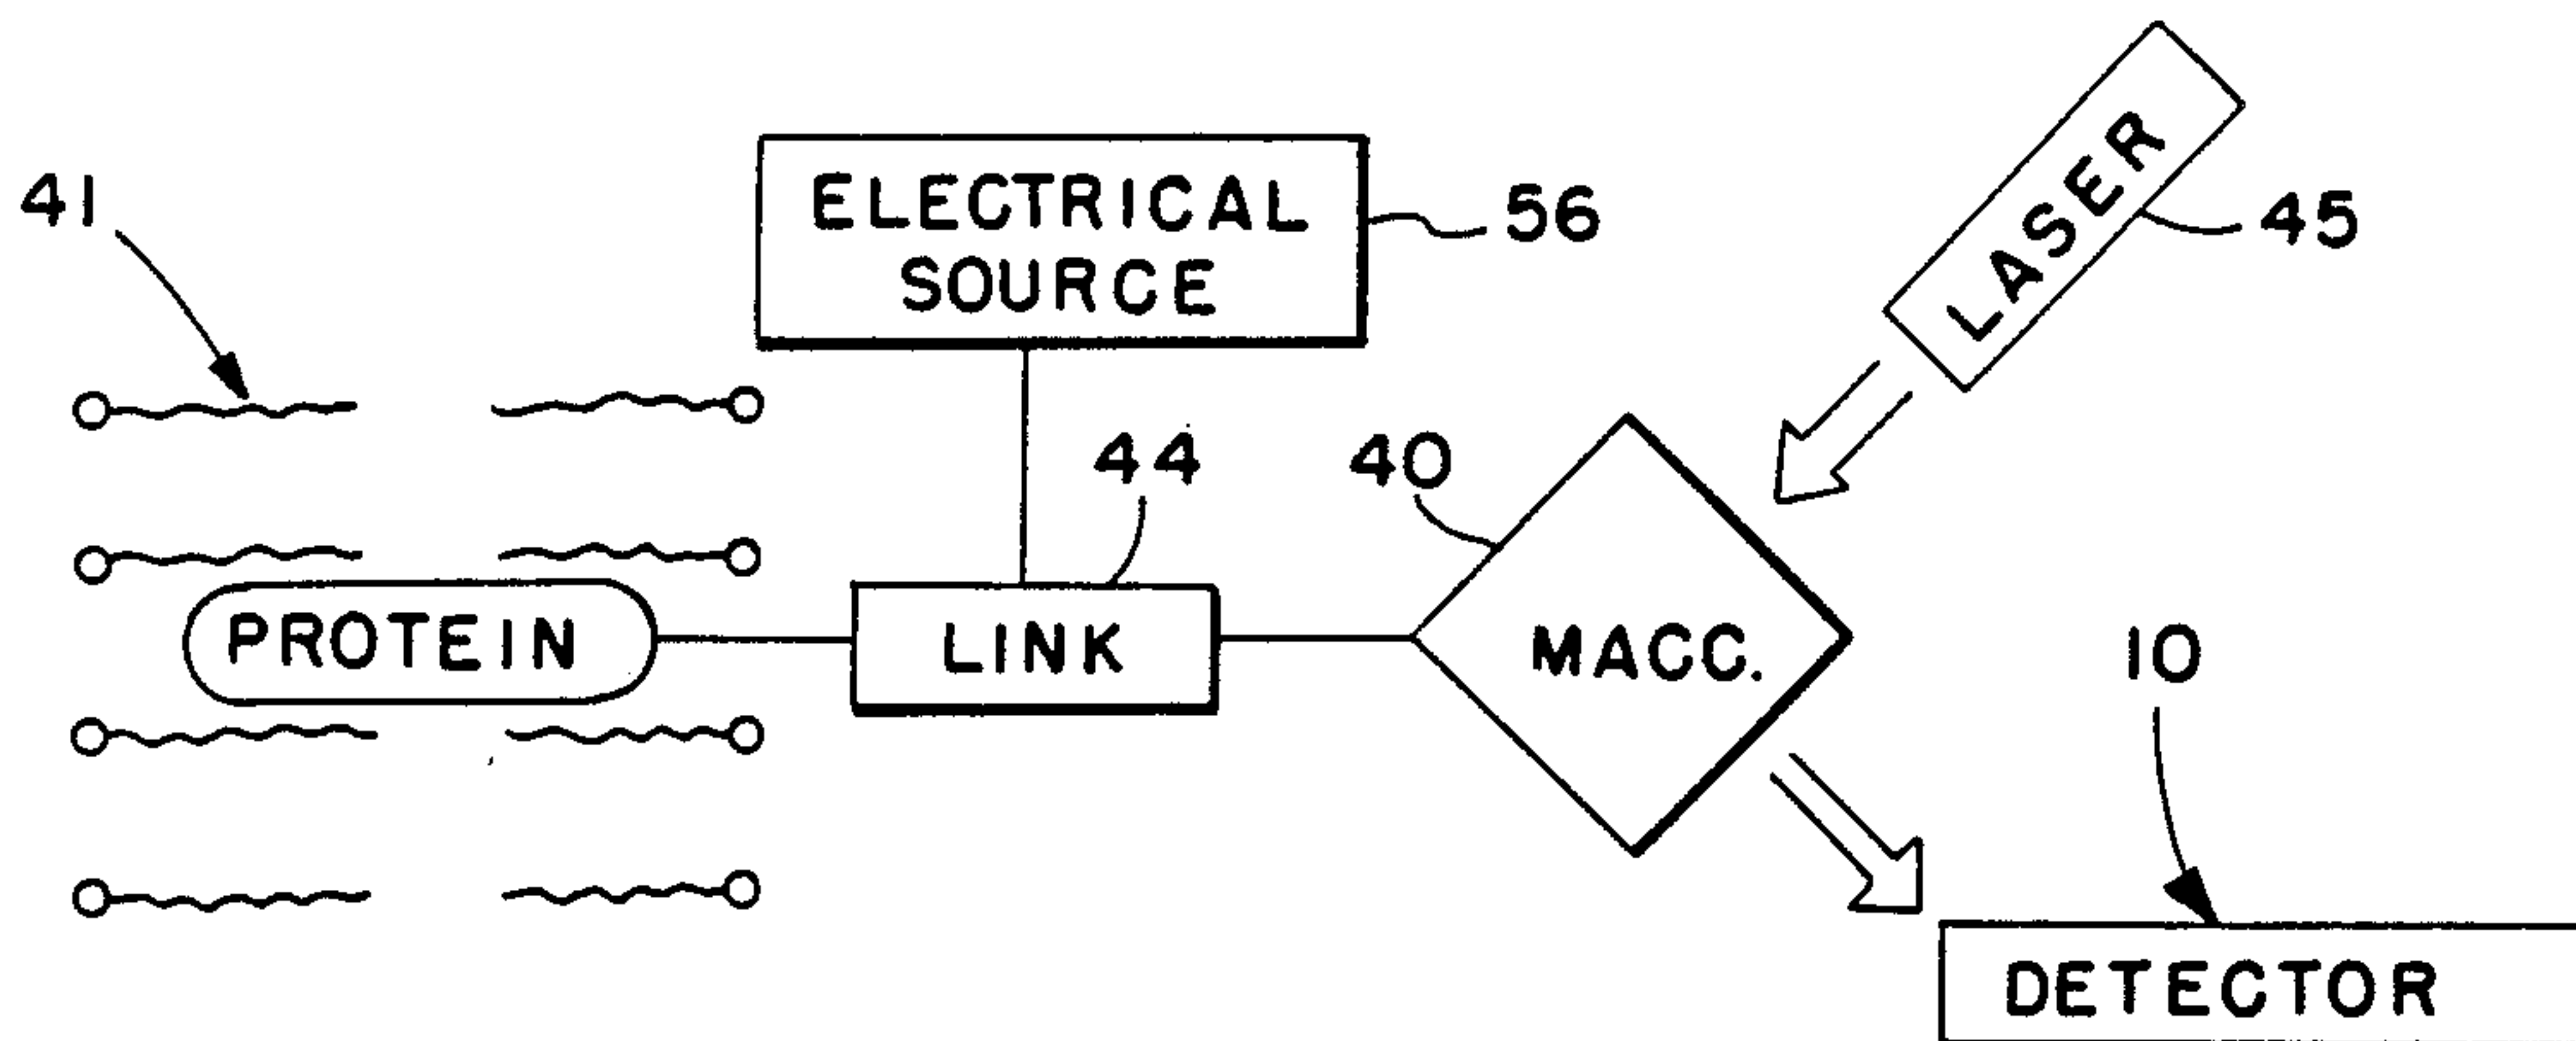 41
ELECTRICAL
SOURCE
56
LASER
45
44
40
PROTEIN
LINK
MACC.
10
DETECTOR